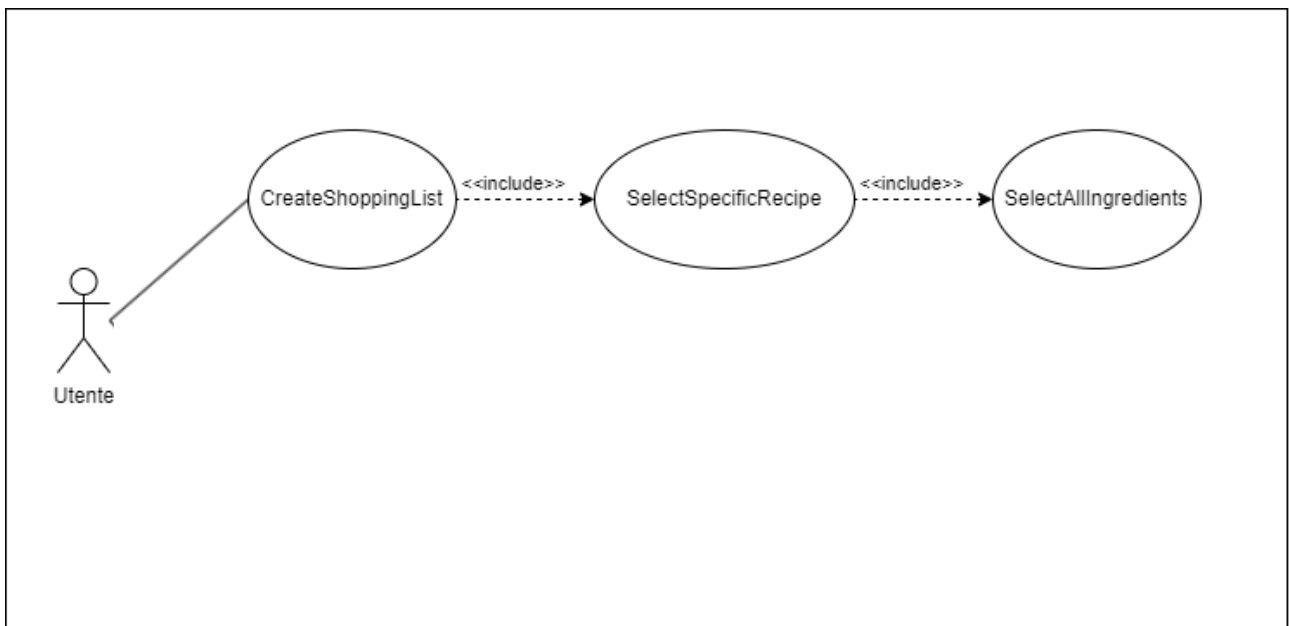 CreateShoppingList
<<include>>
SelectSpecificRecipe
<<include>>
SelectAllIngredients
Utente